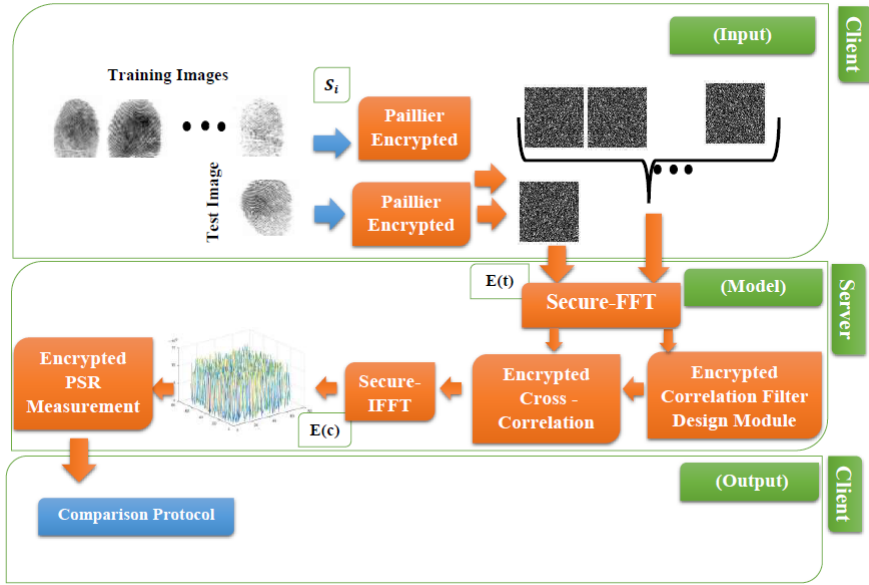 (Input)
Client
Training Images
S_i
Paillier
Encrypted
Test Image
Paillier
Encrypted
E(t)
Secure-FFT
(Model)
Server
Encrypted
PSR
Measurement
Secure-
IFFT
E(c)
Encrypted
Cross -
Correlation
Encrypted
Correlation Filter
Design Module
(Output)
Client
Comparison Protocol